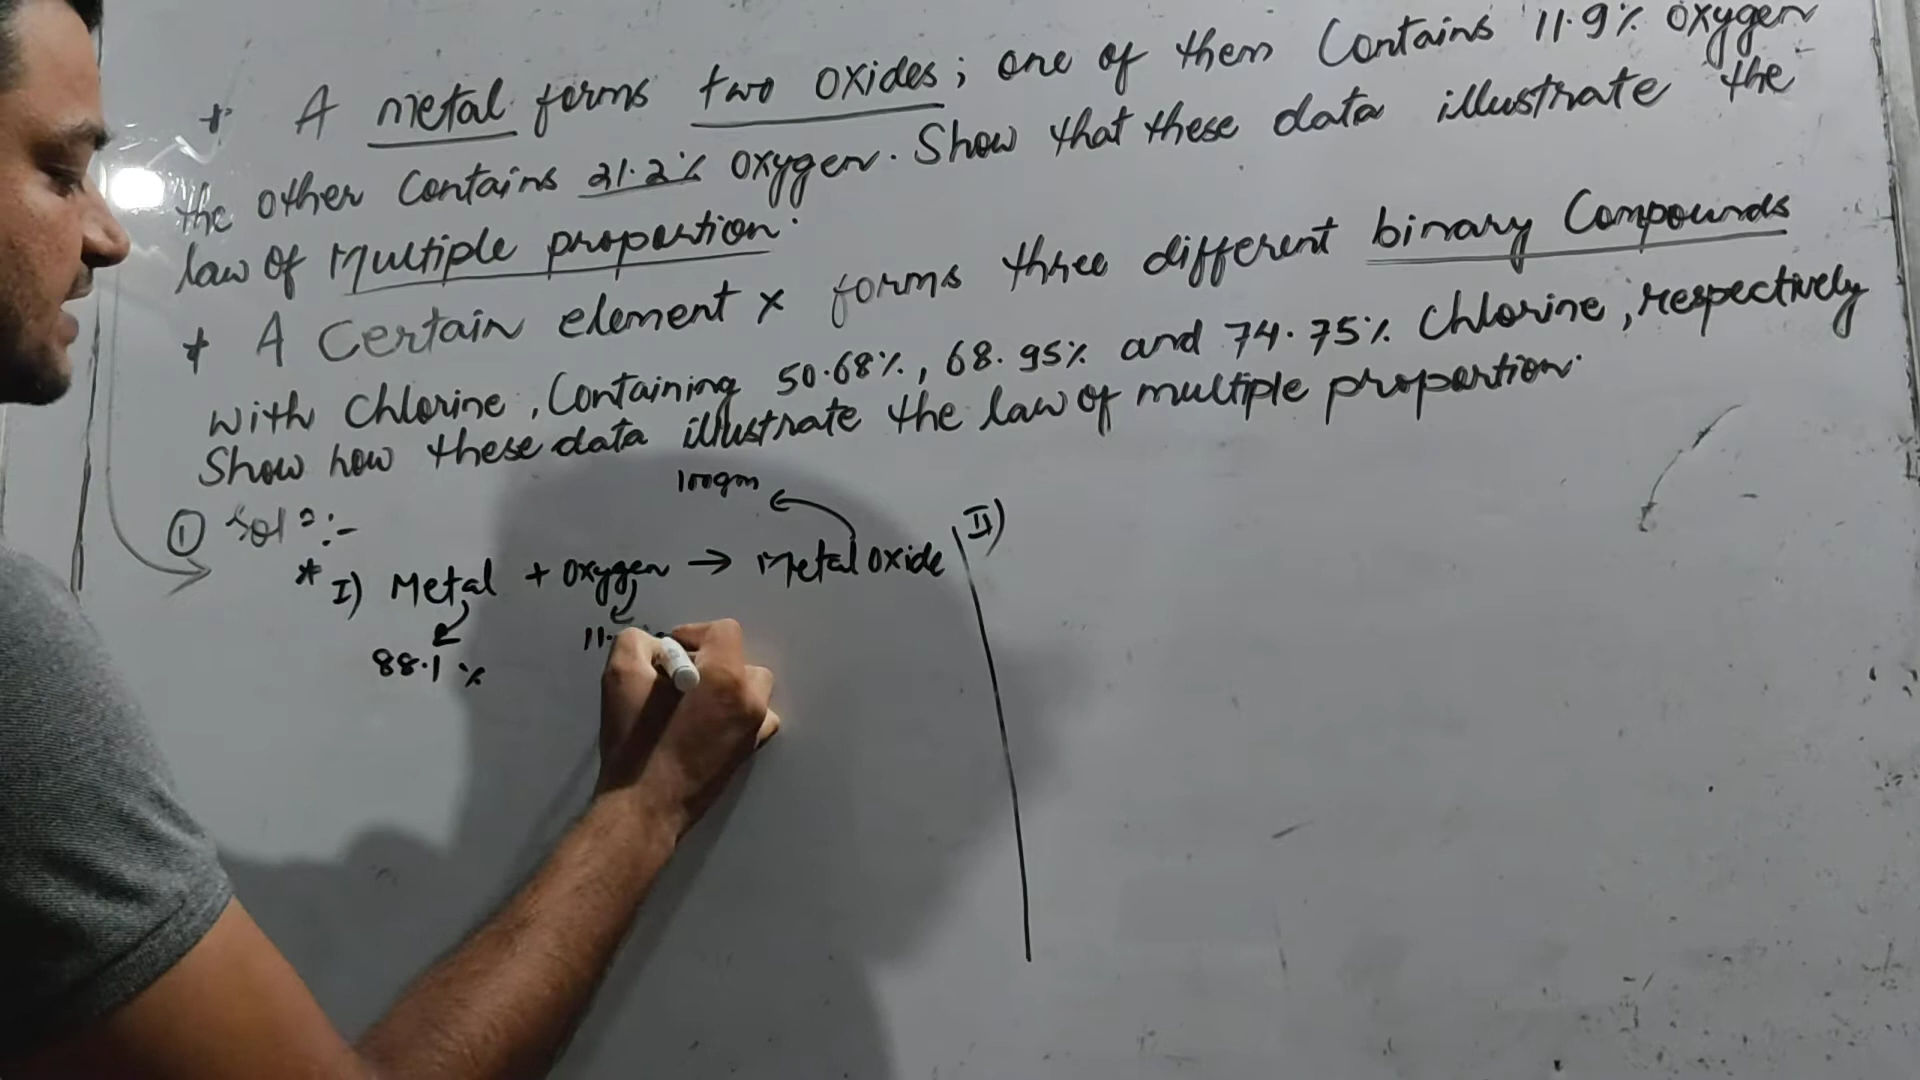 * A metal forms two oxides; one of them Contains 11.9% oxygen
the other Contains 21.2% oxygen. Show that these data illustrate the
law of Multiple proportion.
* A Certain element x forms three different binary Compounds
with Chlorine, Containing 50.68%, 68.95% and 74.75% Chlorine, respectively
Show how these data illustrate the law of multiple proportion.
100gm
① Solⁿ:-
* I) Metal + Oxygen → Metal oxide
II)
88.1 %
11.